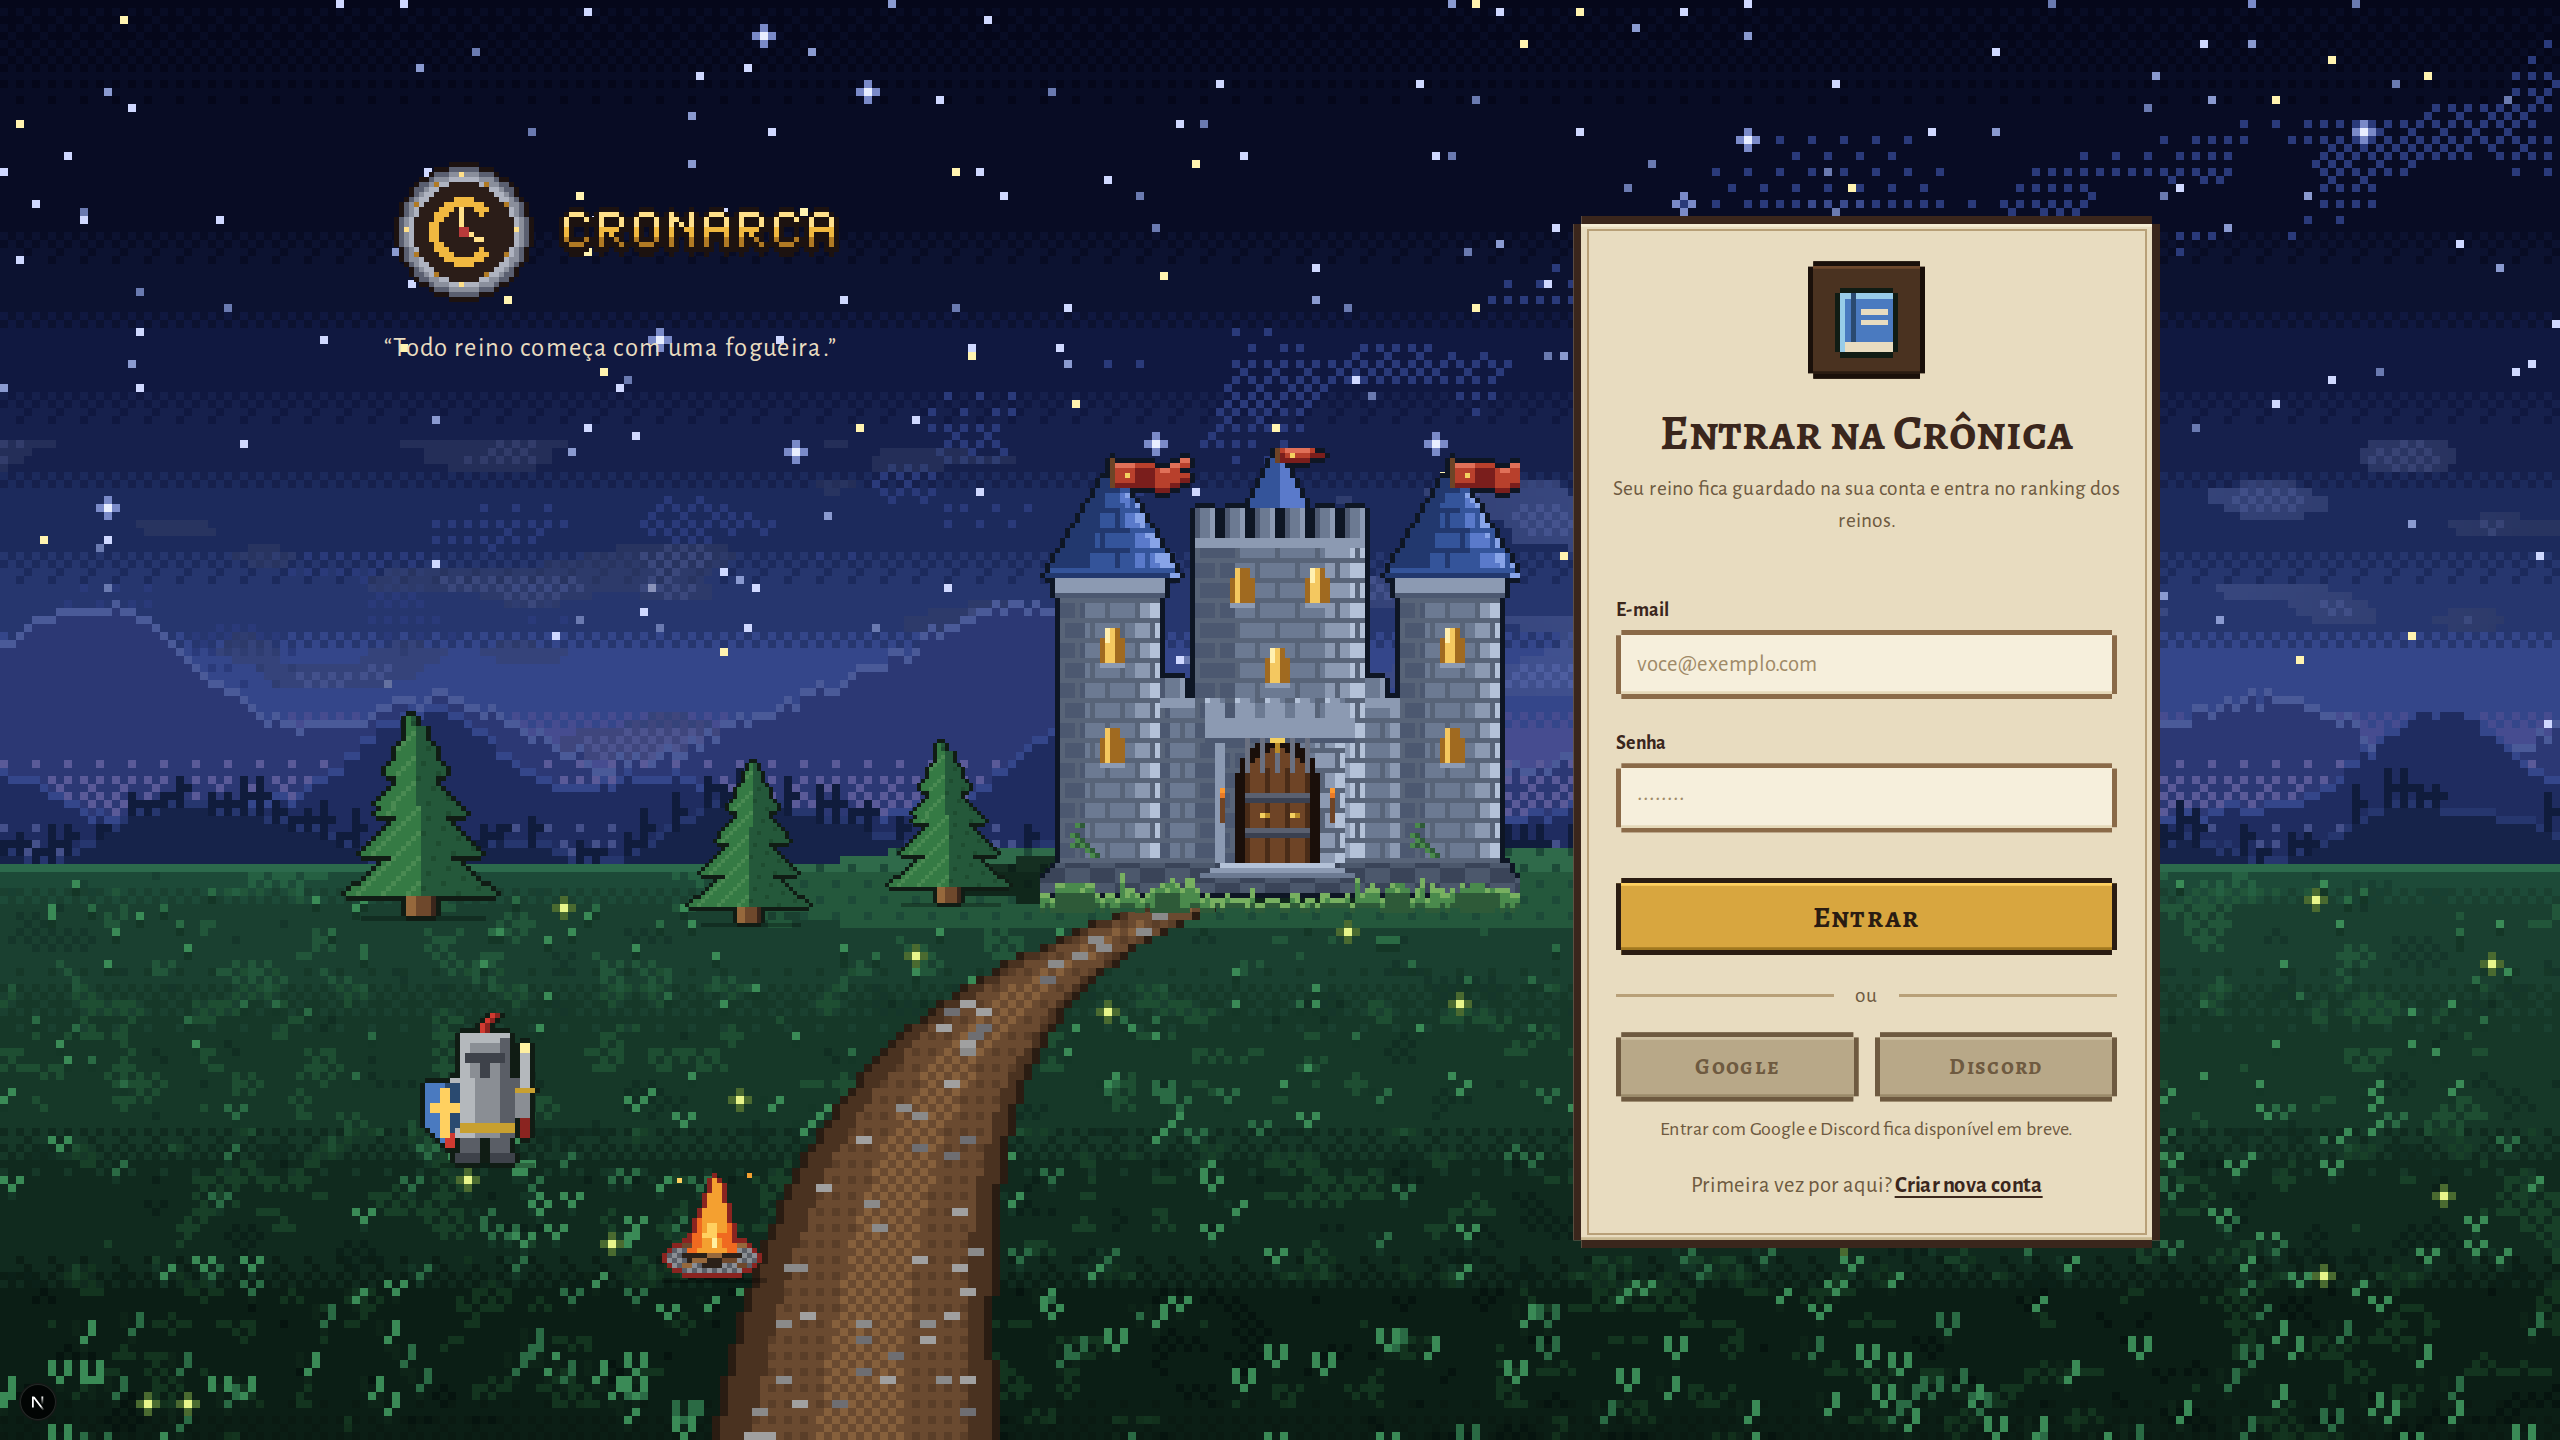 CRONARCA
“Todo reino começa com uma fogueira.”
Entrar na Crônica
Seu reino fica guardado na sua conta e entra no ranking dos
reinos.
E-mail
voce@exemplo.com
Senha
········
Entrar
ou
Google
Discord
Entrar com Google e Discord fica disponível em breve.
Primeira vez por aqui? Criar nova conta
N